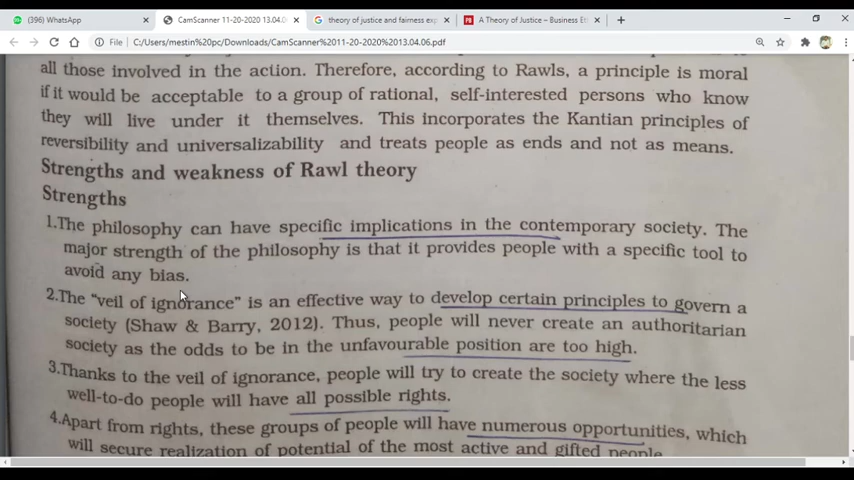 (396) WhatsApp
CamScanner 11-20-2020 13.04.0
theory of justice and fairness exp
A Theory of Justice – Business Et
File C:/Users/mestin%20pc/Downloads/CamScanner%2011-20-2020%2013.04.06.pdf
all those involved in the action. Therefore, according to Rawls, a principle is moral
if it would be acceptable to a group of rational, self-interested persons who know
they will live under it themselves. This incorporates the Kantian principles of
reversibility and universalizability and treats people as ends and not as means.
Strengths and weakness of Rawl theory
Strengths
1.The philosophy can have specific implications in the contemporary society. The
major strength of the philosophy is that it provides people with a specific tool to
avoid any bias.
2.The "veil of ignorance" is an effective way to develop certain principles to govern a
society (Shaw & Barry, 2012). Thus, people will never create an authoritarian
society as the odds to be in the unfavourable position are too high.
3.Thanks to the veil of ignorance, people will try to create the society where the less
well-to-do people will have all possible rights.
4.Apart from rights, these groups of people will have numerous opportunities, which
will secure realization of potential of the most active and gifted people